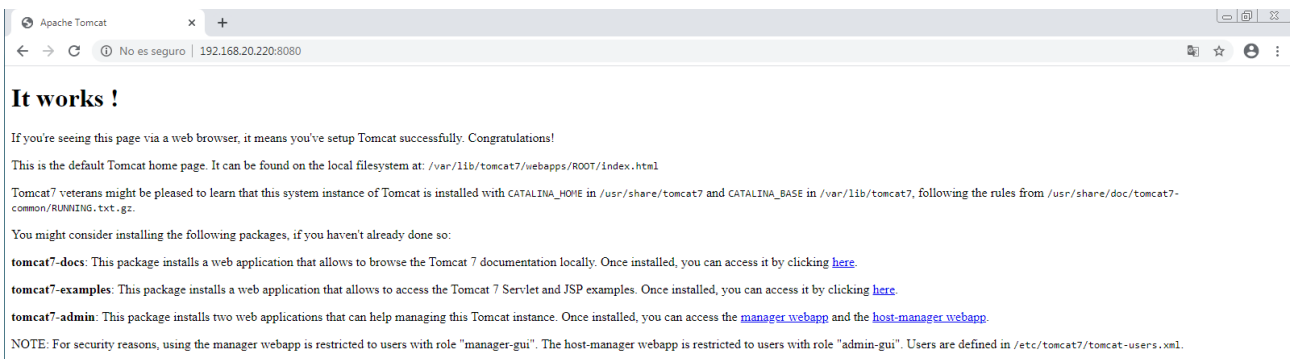 Apache Tomcat
No es seguro | 192.168.20.220:8080
It works !
If you're seeing this page via a web browser, it means you've setup Tomcat successfully. Congratulations!
This is the default Tomcat home page. It can be found on the local filesystem at: /var/lib/tomcat7/webapps/ROOT/index.html
Tomcat7 veterans might be pleased to learn that this system instance of Tomcat is installed with CATALINA_HOME in /usr/share/tomcat7 and CATALINA_BASE in /var/lib/tomcat7, following the rules from /usr/share/doc/tomcat7-
common/RUNNING.txt.gz.
You might consider installing the following packages, if you haven't already done so:
tomcat7-docs: This package installs a web application that allows to browse the Tomcat 7 documentation locally. Once installed, you can access it by clicking here.
tomcat7-examples: This package installs a web application that allows to access the Tomcat 7 Servlet and JSP examples. Once installed, you can access it by clicking here.
tomcat7-admin: This package installs two web applications that can help managing this Tomcat instance. Once installed, you can access the manager webapp and the host-manager webapp.
NOTE: For security reasons, using the manager webapp is restricted to users with role "manager-gui". The host-manager webapp is restricted to users with role "admin-gui". Users are defined in /etc/tomcat7/tomcat-users.xml.